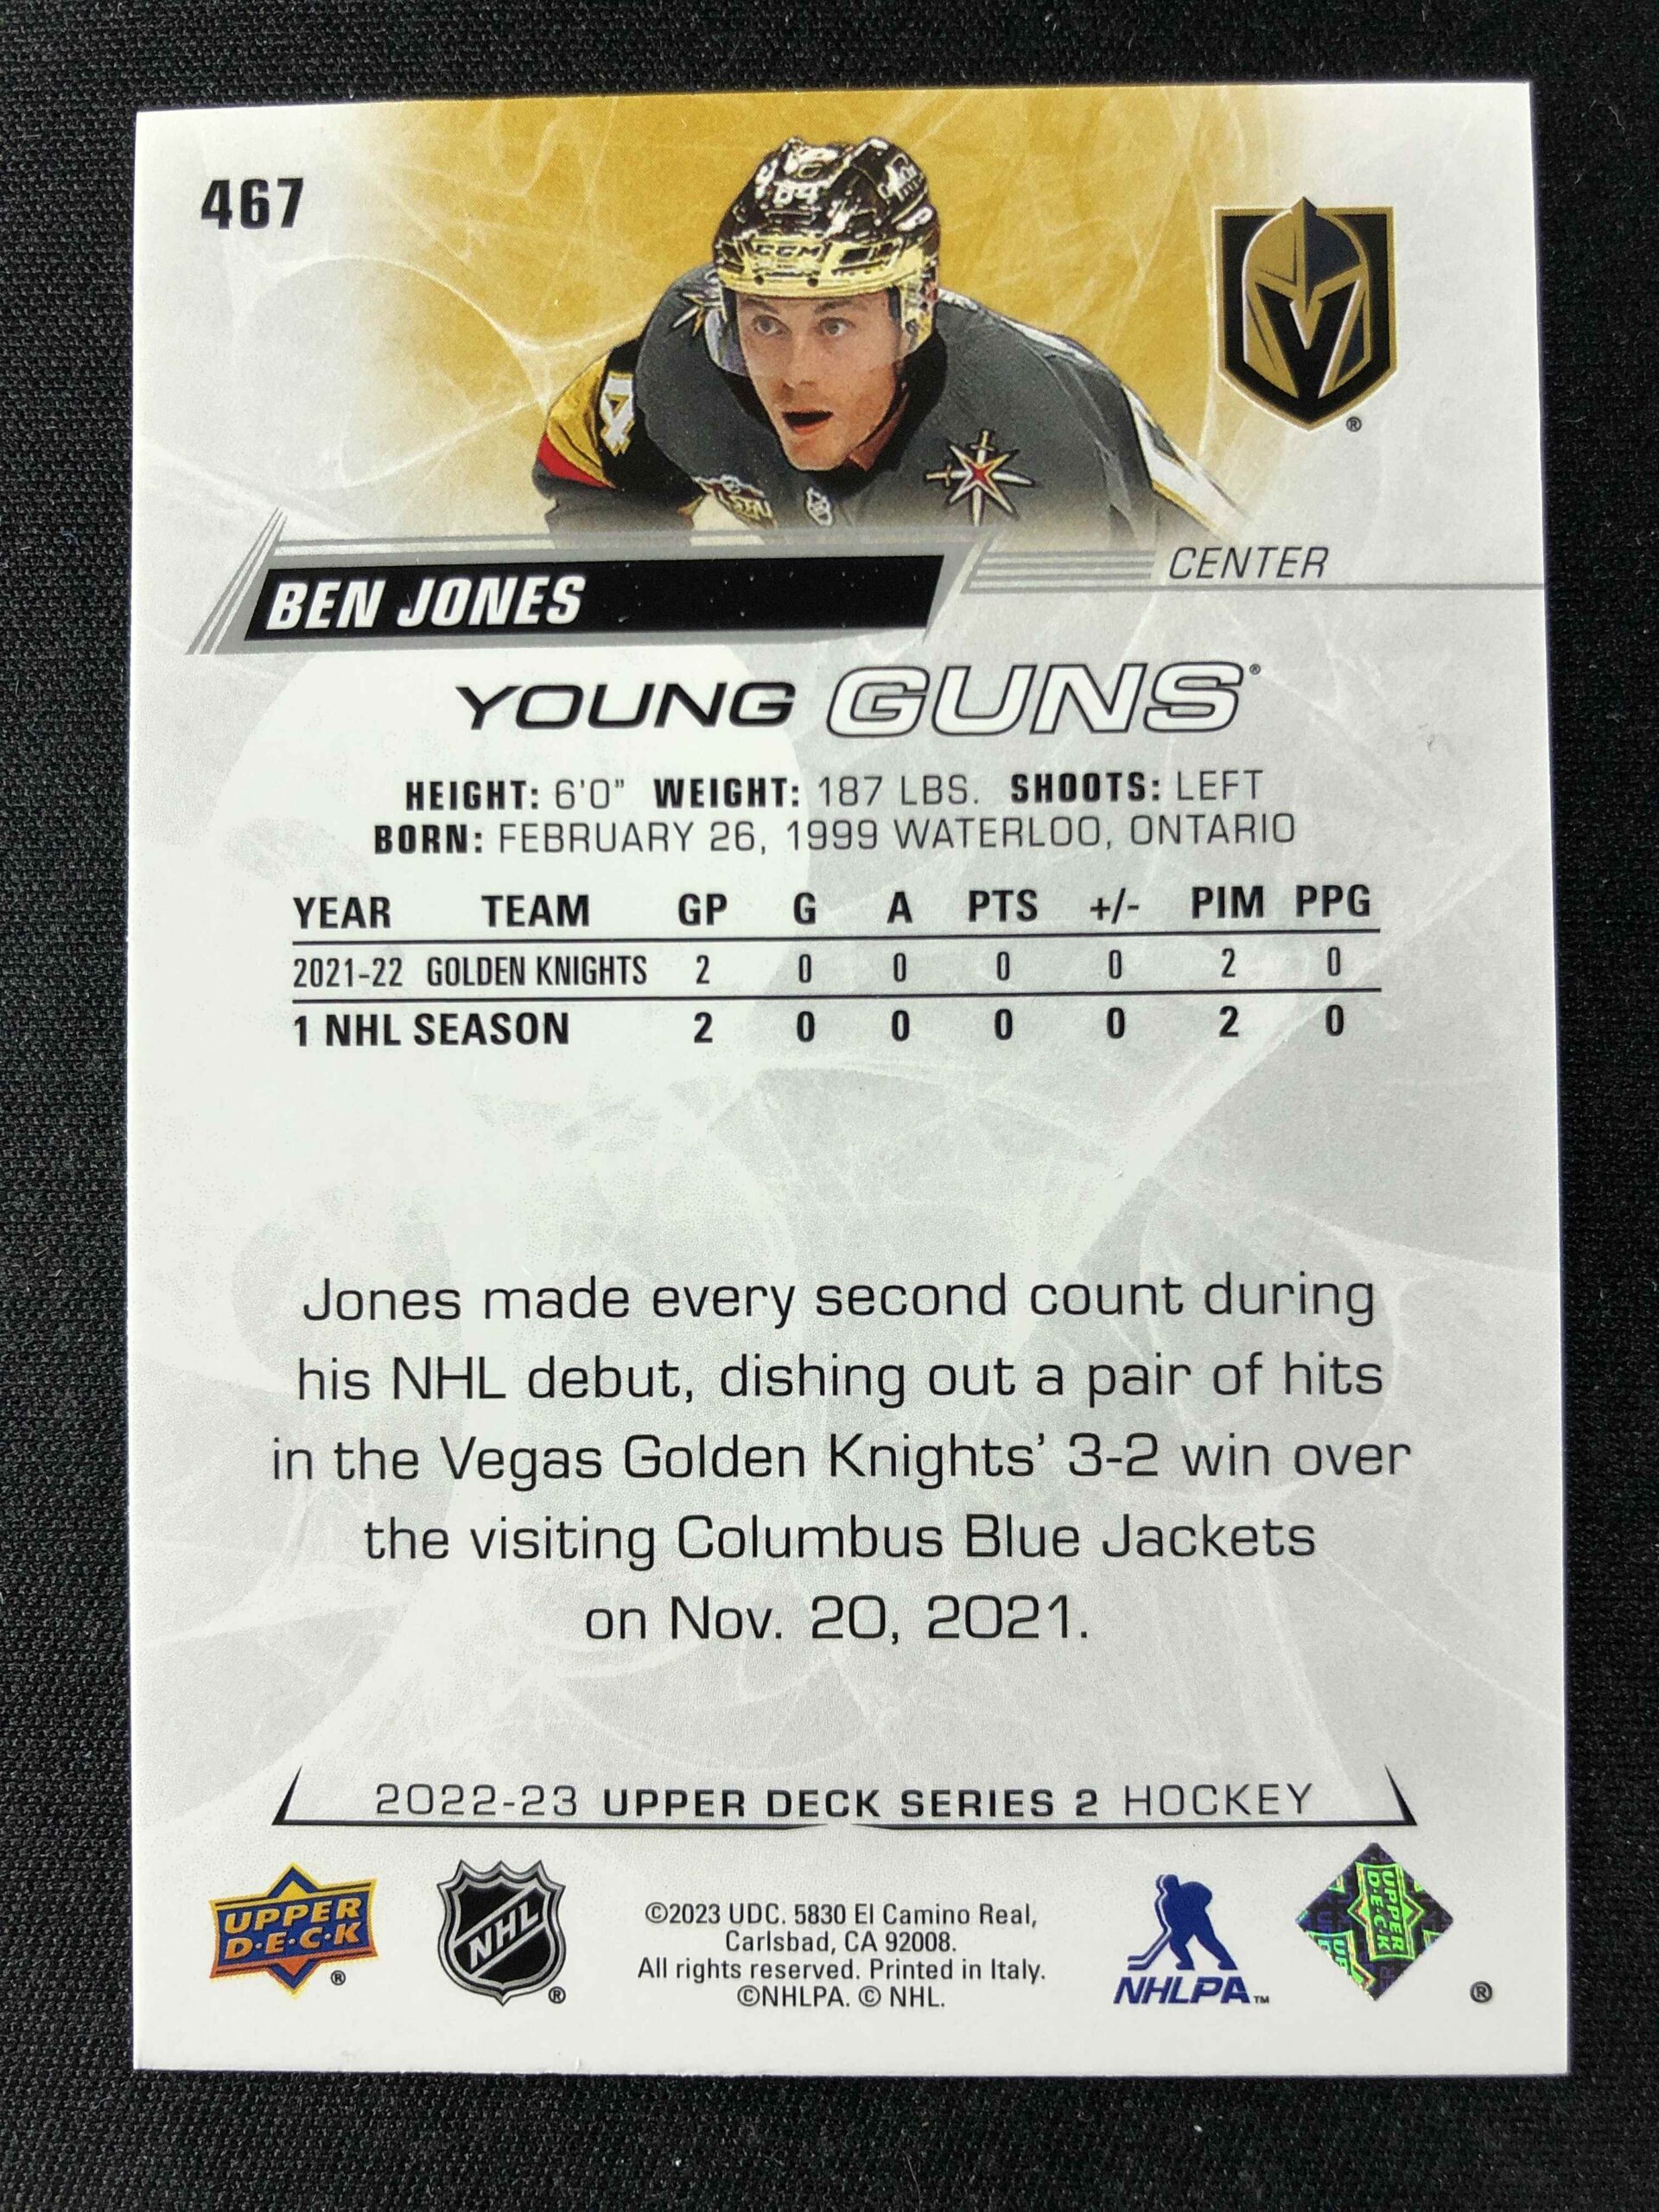 467
84
CCM
4
®
BEN JONES
CENTER
YOUNG GUNS®
HEIGHT: 6'0" WEIGHT: 187 LBS. SHOOTS: LEFT
BORN: FEBRUARY 26, 1999 WATERLOO, ONTARIO
YEAR TEAM GP G A PTS +/- PIM PPG
2021-22 GOLDEN KNIGHTS 2 0 0 0 0 2 0
1 NHL SEASON 2 0 0 0 0 2 0
Jones made every second count during
his NHL debut, dishing out a pair of hits
in the Vegas Golden Knights’ 3-2 win over
the visiting Columbus Blue Jackets
on Nov. 20, 2021.
2022-23 UPPER DECK SERIES 2 HOCKEY
UPPER
D·E·C·K
®
NHL
®
©2023 UDC. 5830 El Camino Real,
Carlsbad, CA 92008.
All rights reserved. Printed in Italy.
©NHLPA. © NHL.
NHLPA™
UPPER
D·E·C·K
®